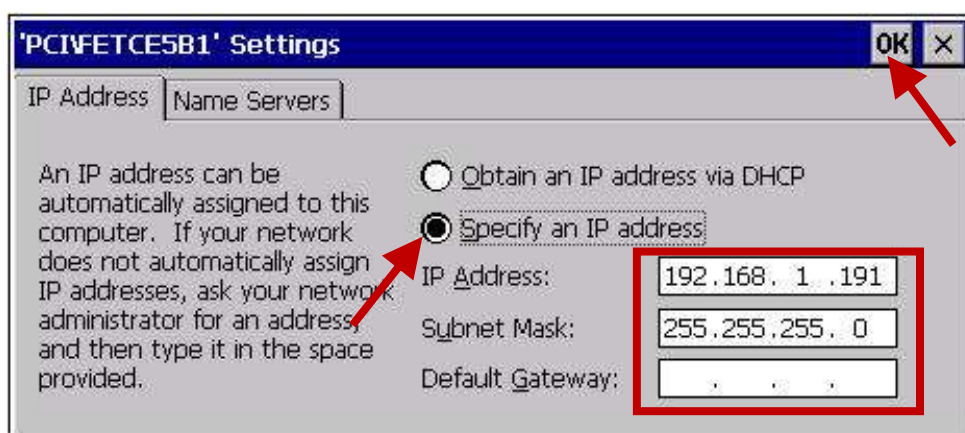 'PCI\FETCE5B1' Settings
OK ×
IP Address Name Servers
An IP address can be
automatically assigned to this
computer. If your network
does not automatically assign
IP addresses, ask your network
administrator for an address,
and then type it in the space
provided.
Obtain an IP address via DHCP
Specify an IP address
IP Address: 192.168. 1 .191
Subnet Mask: 255.255.255. 0
Default Gateway: . . .